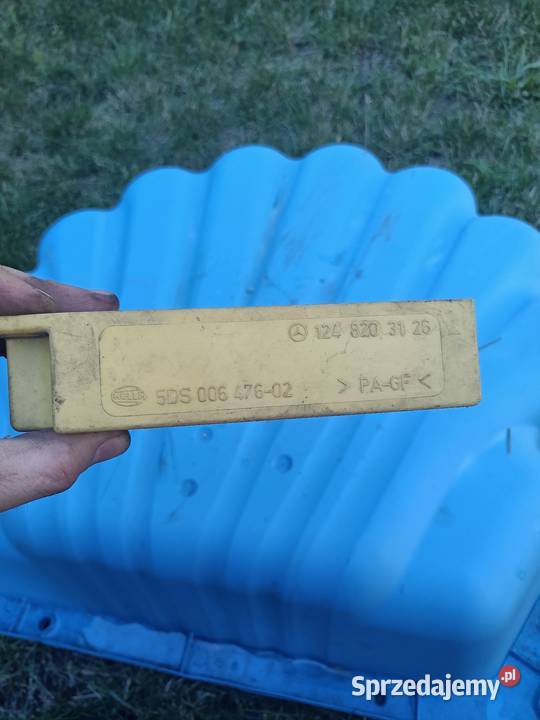 124 820 31 26
HELLA 5DS 006 476-02 > PA-GF <
Sprzedajemy.pl